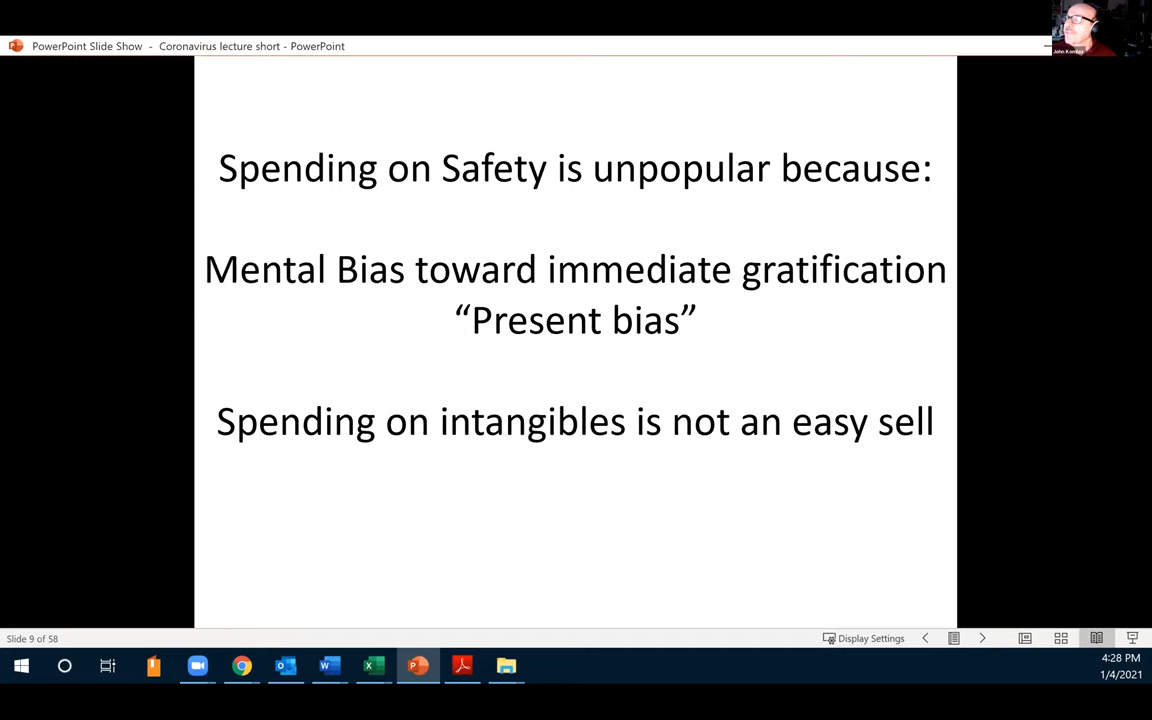 PowerPoint Slide Show - Coronavirus lecture short - PowerPoint
Spending on Safety is unpopular because:
Mental Bias toward immediate gratification
“Present bias”
Spending on intangibles is not an easy sell
Slide 9 of 58
Display Settings
4:28 PM
1/4/2021